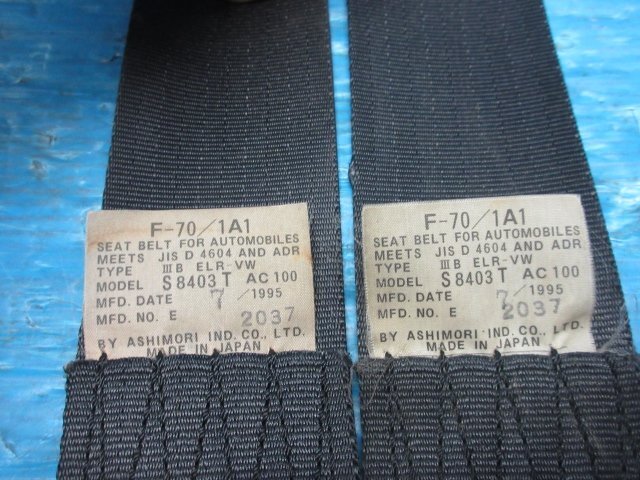 F-70/1A1
SEAT BELT FOR AUTOMOBILES
MEETS JIS D 4604 AND ADR
TYPE ⅢB ELR-VW
MODEL S8403T AC100
MFD. DATE 7/1995
MFD. NO. E 2037
BY ASHIMORI IND. CO., LTD.
MADE IN JAPAN
F-70/1A1
SEAT BELT FOR AUTOMOBILES
MEETS JIS D 4604 AND ADR
TYPE ⅢB ELR-VW
MODEL S8403T AC100
MFD. DATE 7/1995
MFD. NO. E 2037
BY ASHIMORI IND. CO., LTD.
MADE IN JAPAN